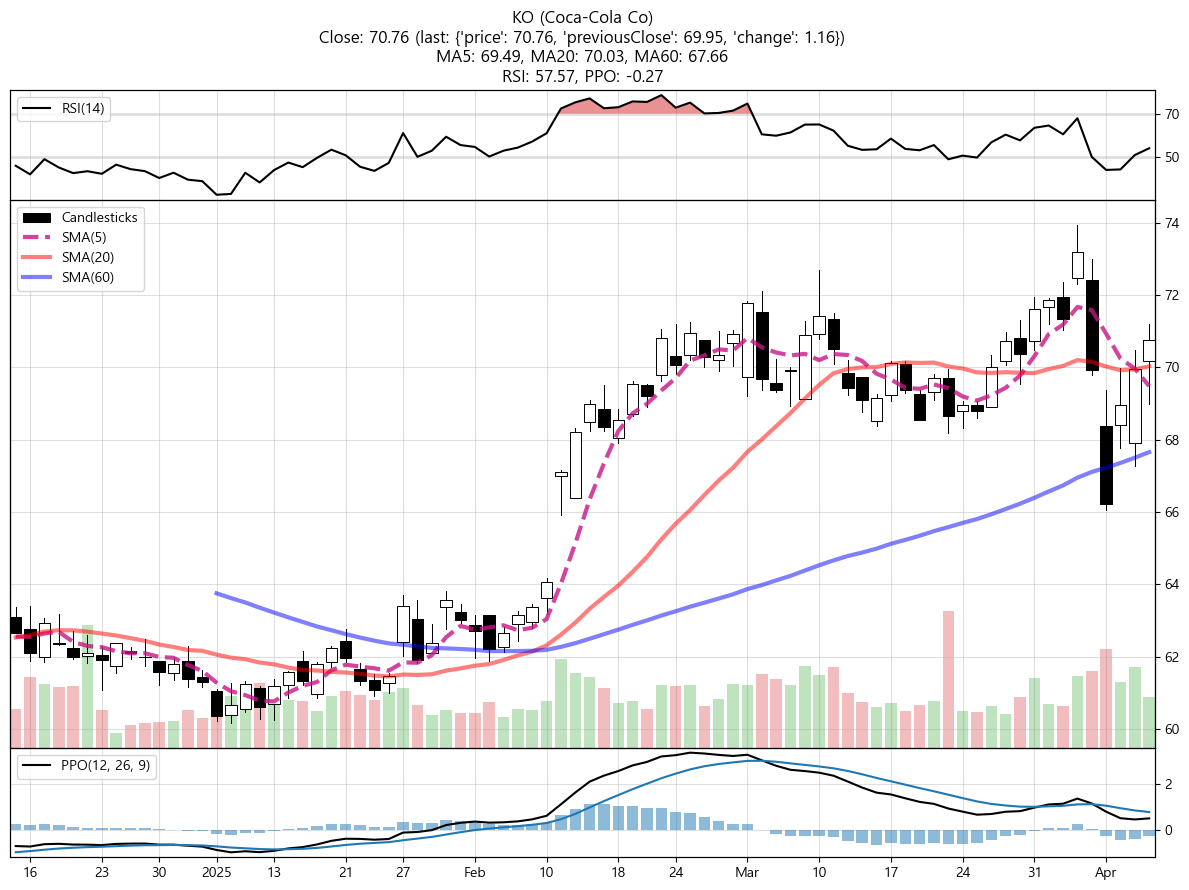 KO (Coca-Cola Co)
Close: 70.76 (last: {'price': 70.76, 'previousClose': 69.95, 'change': 1.16})
MA5: 69.49, MA20: 70.03, MA60: 67.66
RSI: 57.57, PPO: -0.27
RSI(14)
70
50
Candlesticks
SMA(5)
SMA(20)
SMA(60)
74
72
70
68
66
64
62
60
PPO(12, 26, 9)
2
0
16 23 30 2025 13 21 27 Feb 10 18 24 Mar 10 17 24 31 Apr